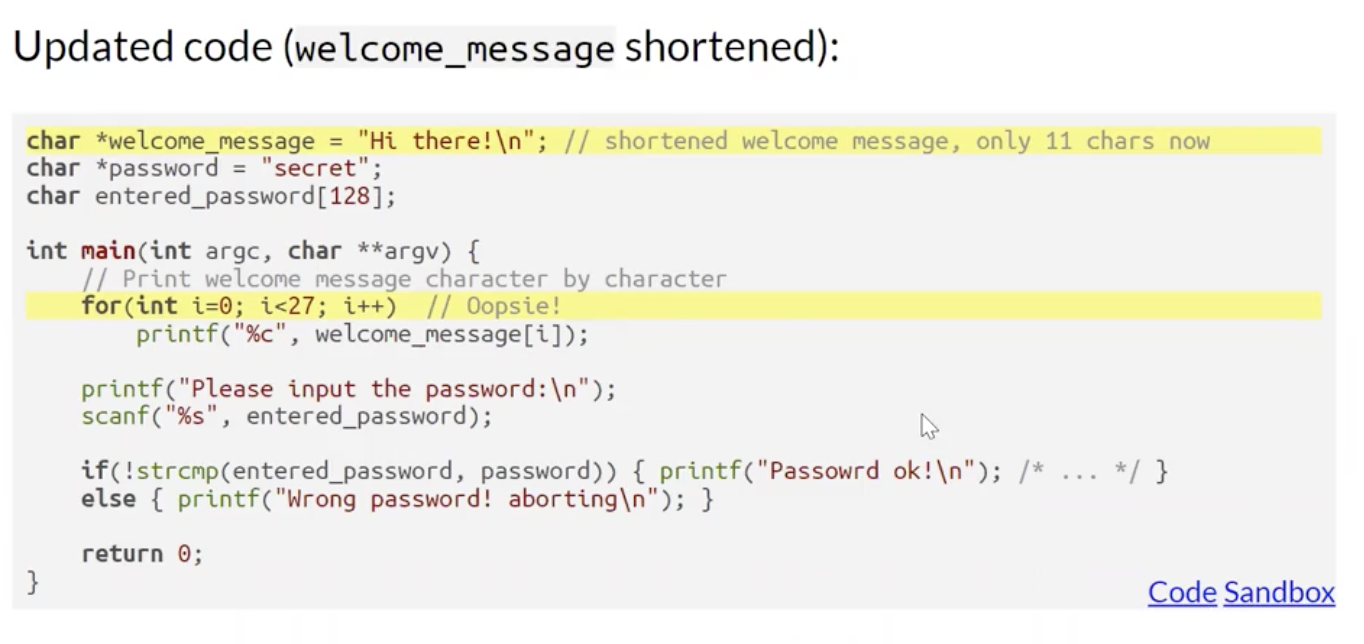 Updated code (welcome_message shortened):
char *welcome_message = "Hi there!\n"; // shortened welcome message, only 11 chars now
char *password = "secret";
char entered_password[128];
int main(int argc, char **argv) {
// Print welcome message character by character
for(int i=0; i<27; i++)  // Oopsie!
printf("%c", welcome_message[i]);
printf("Please input the password:\n");
scanf("%s", entered_password);
if(!strcmp(entered_password, password)) { printf("Passowrd ok!\n"); /* ... */ }
else { printf("Wrong password! aborting\n"); }
return 0;
}
Code Sandbox